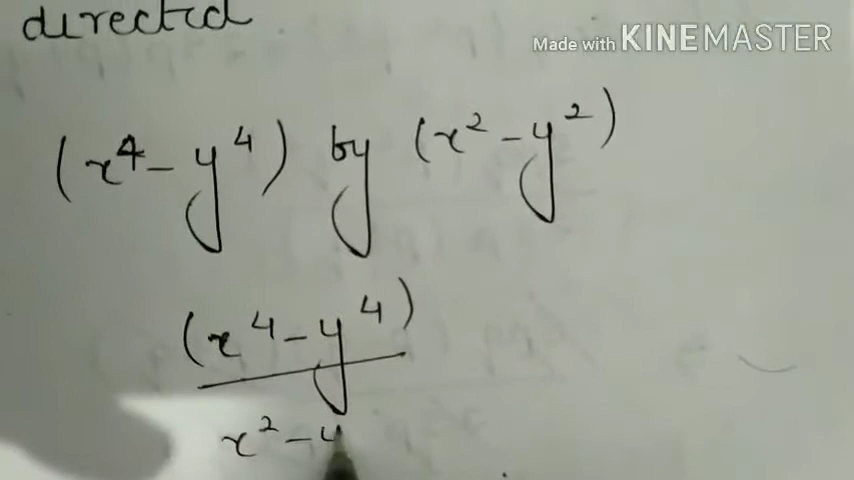 directed
Made with KINEMASTER
(x⁴ - y⁴) by (x² - y²)
(x⁴ - y⁴)
x² - y